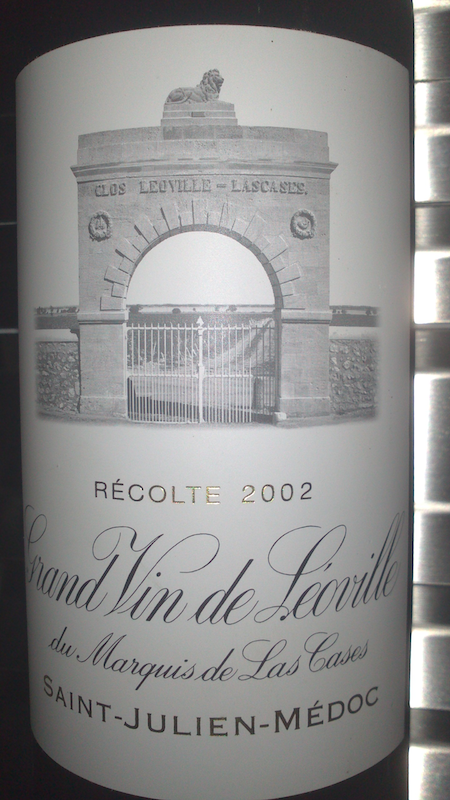 CLOS LEOVILLE-LASCASES.
RÉCOLTE 2002
Grand Vin de Léoville
du Marquis de Las Cases
SAINT-JULIEN-MÉDOC